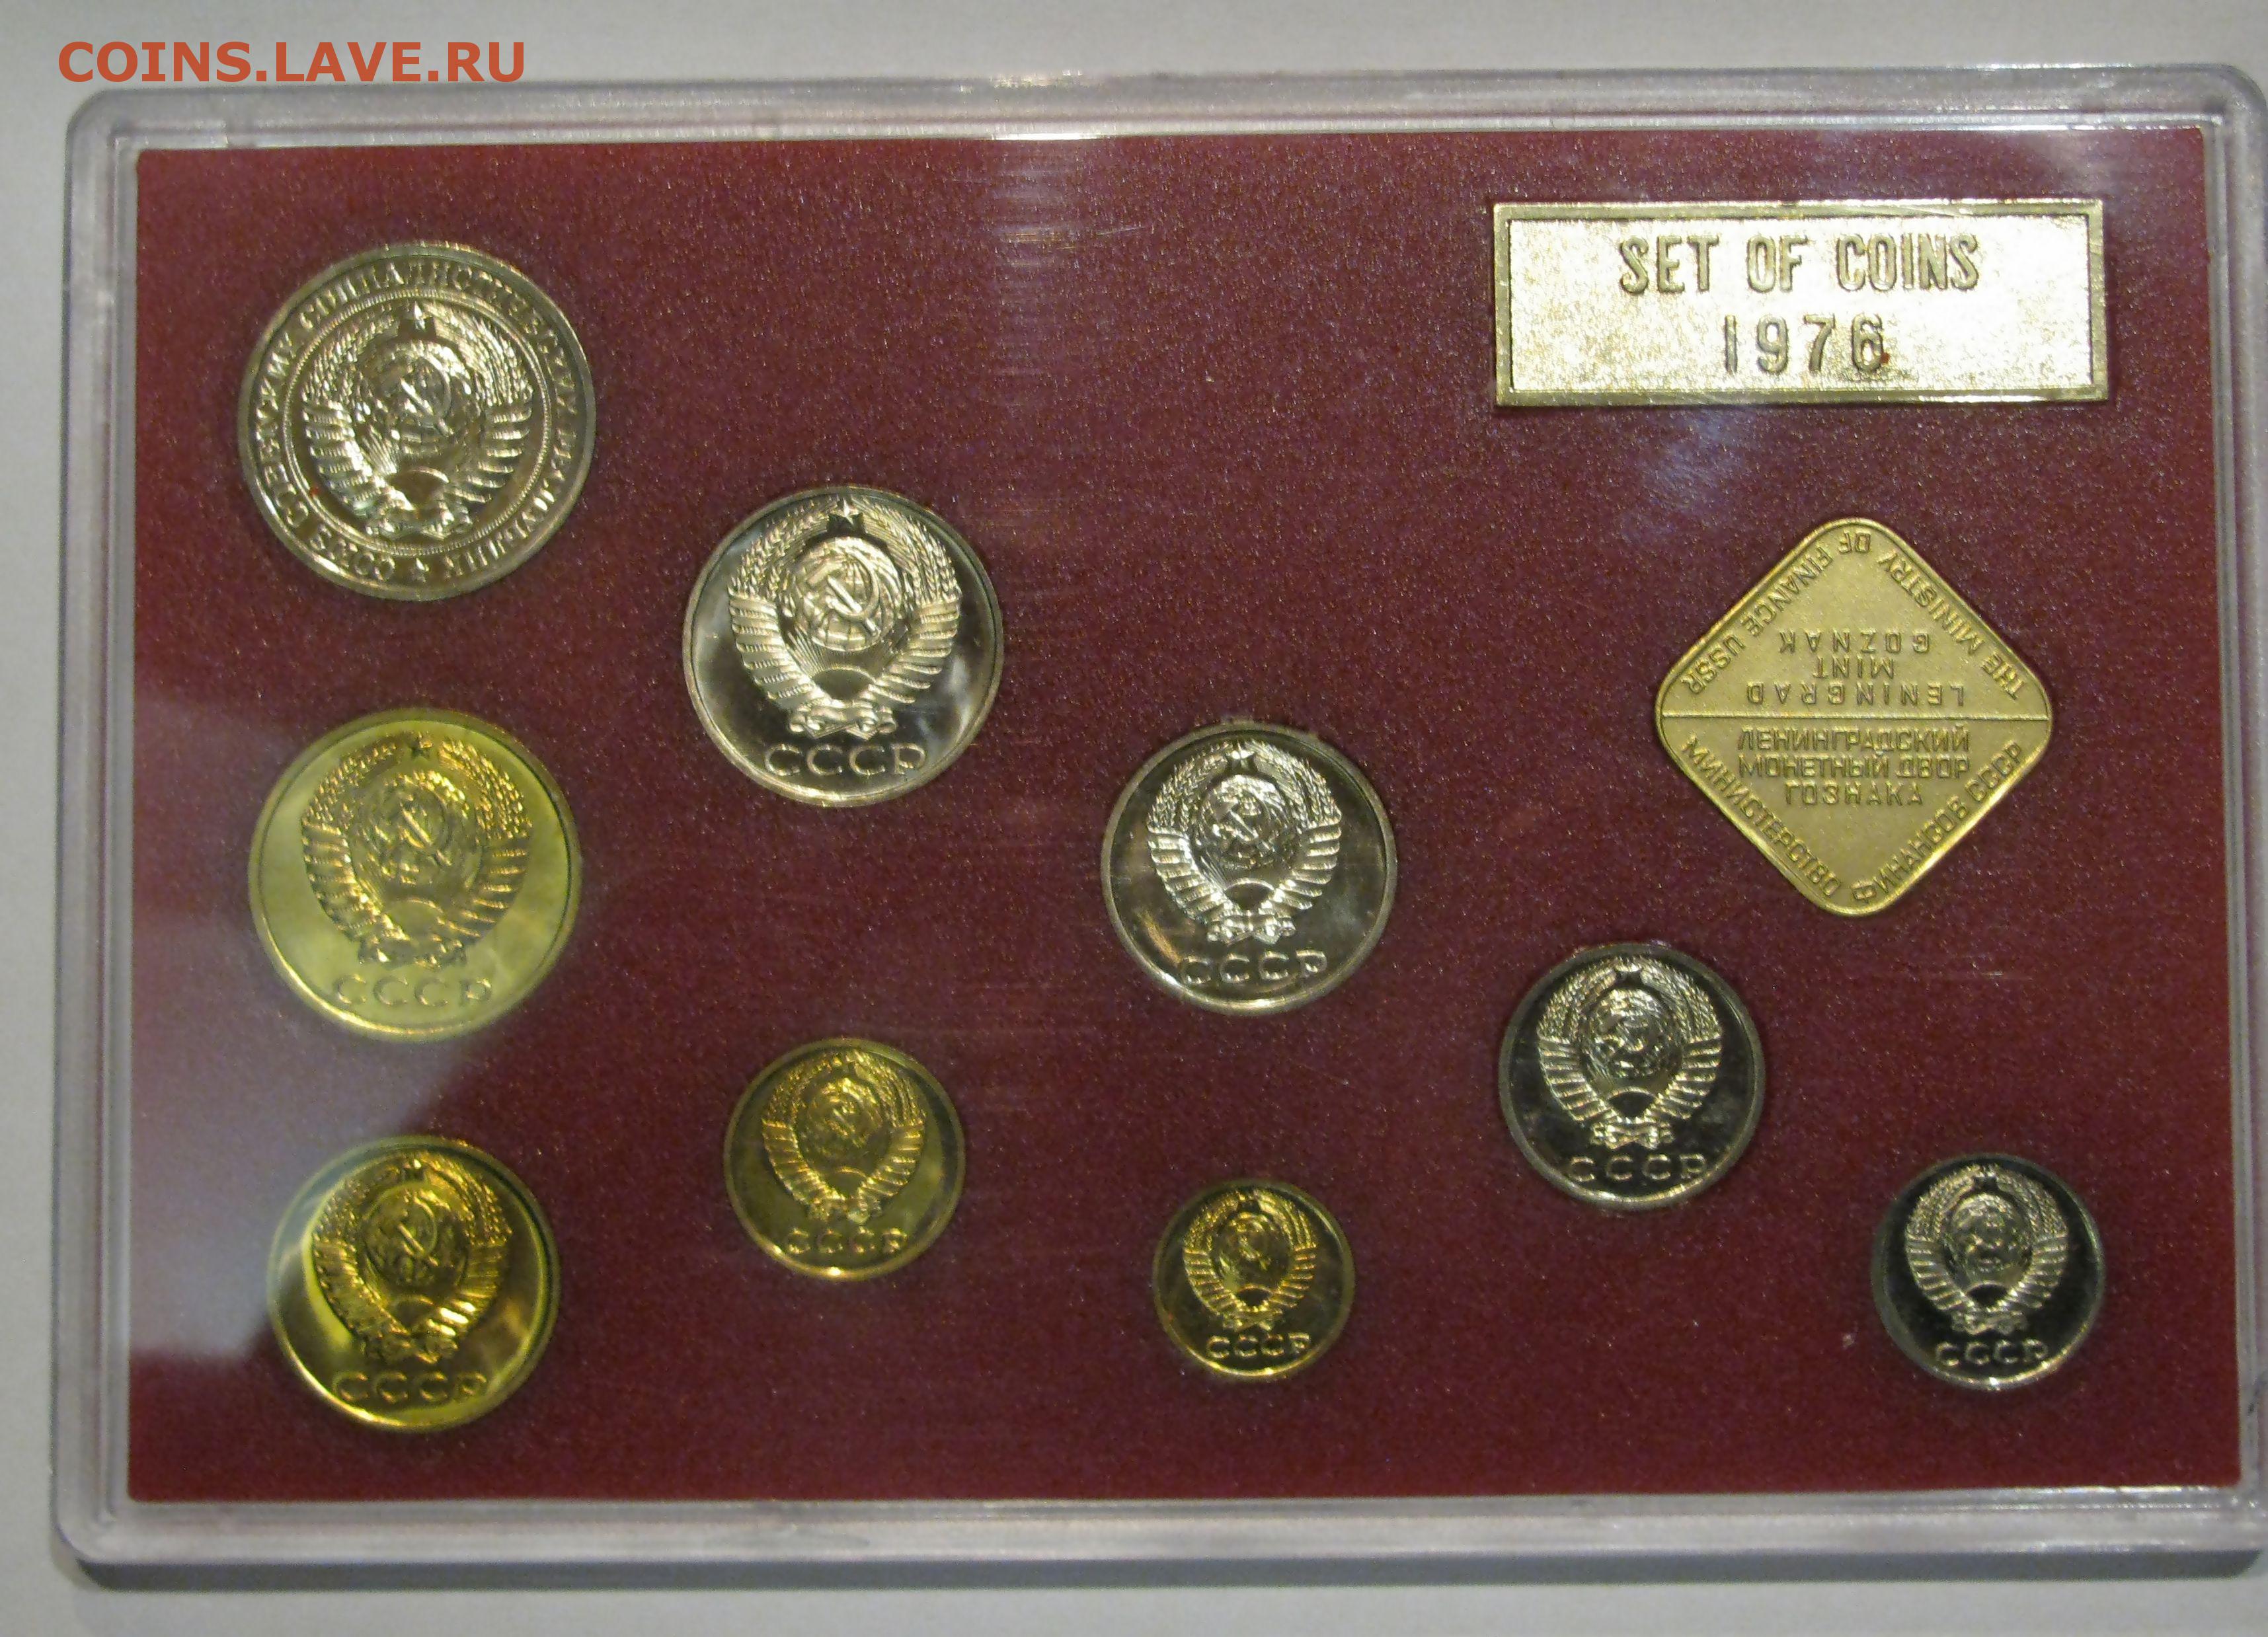 COINS.LAVE.RU
SET OF COINS
1976
СОЮЗ СОВЕТСКИХ СОЦИАЛИСТИЧЕСКИХ РЕСПУБЛИК ★
СССР
СССР
СССР
СССР
СССР
СССР
СССР
СССР
THE MINISTRY OF FINANCE USSR
LENINGRAD
MINT
GOZNAK
ЛЕНИНГРАДСКИЙ
МОНЕТНЫЙ ДВОР
ГОЗНАКА
МИНИСТЕРСТВО ФИНАНСОВ СССР